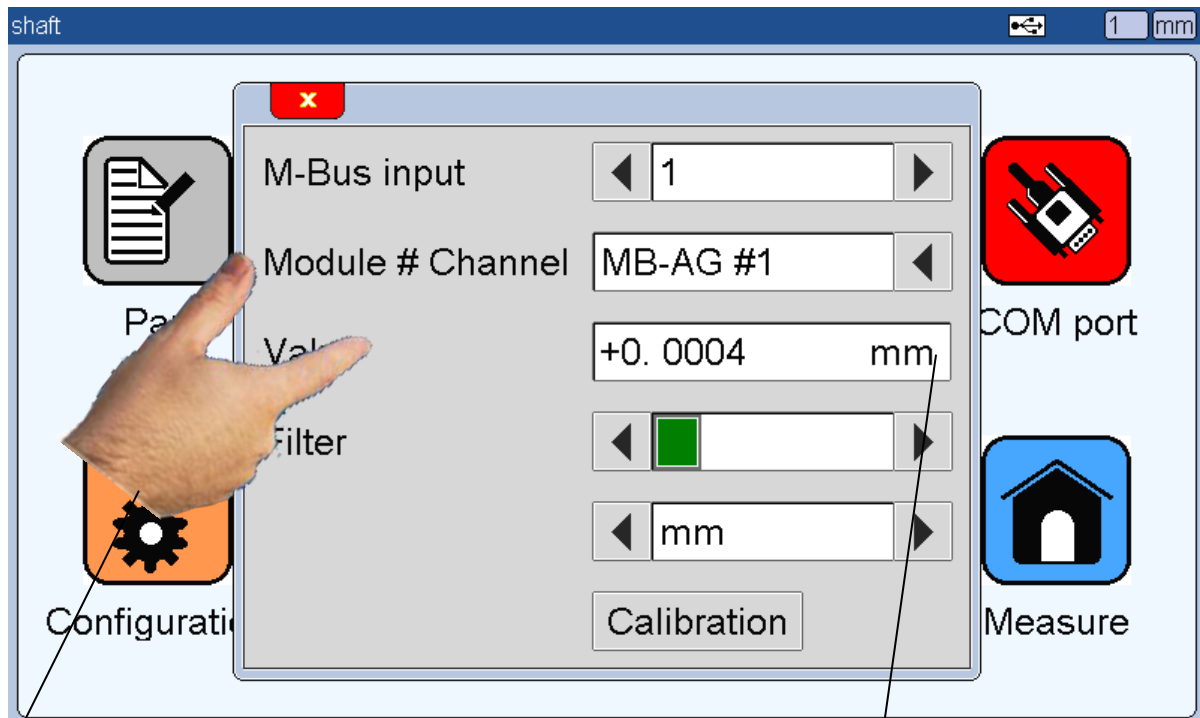 shaft
1 mm
x
M-Bus input 1
Module # Channel MB-AG #1
+0. 0004 mm
Filter
mm
Calibration
COM port
Measure